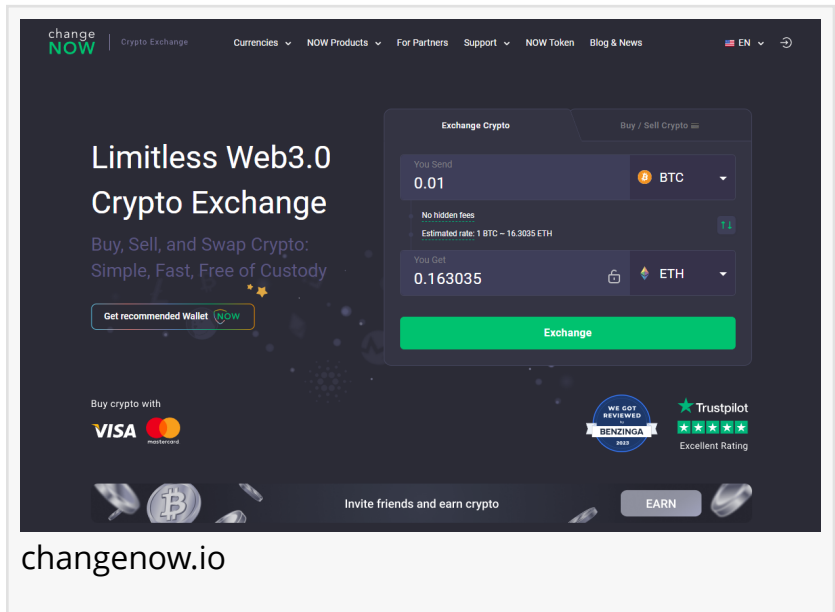 change
NOW
Crypto Exchange
Currencies
NOW Products
For Partners
Support
NOW Token
Blog & News
EN
Limitless Web3.0
Crypto Exchange
Buy, Sell, and Swap Crypto:
Simple, Fast, Free of Custody
Get recommended Wallet NOW
Exchange Crypto
Buy / Sell Crypto
You Send
0.01
BTC
No hidden fees
Estimated rate: 1 BTC ~ 16.3035 ETH
You Get
0.163035
ETH
Exchange
Buy crypto with
VISA
mastercard
WE GOT
REVIEWED
BENZINGA
2023
Trustpilot
Excellent Rating
Invite friends and earn crypto
EARN
changenow.io